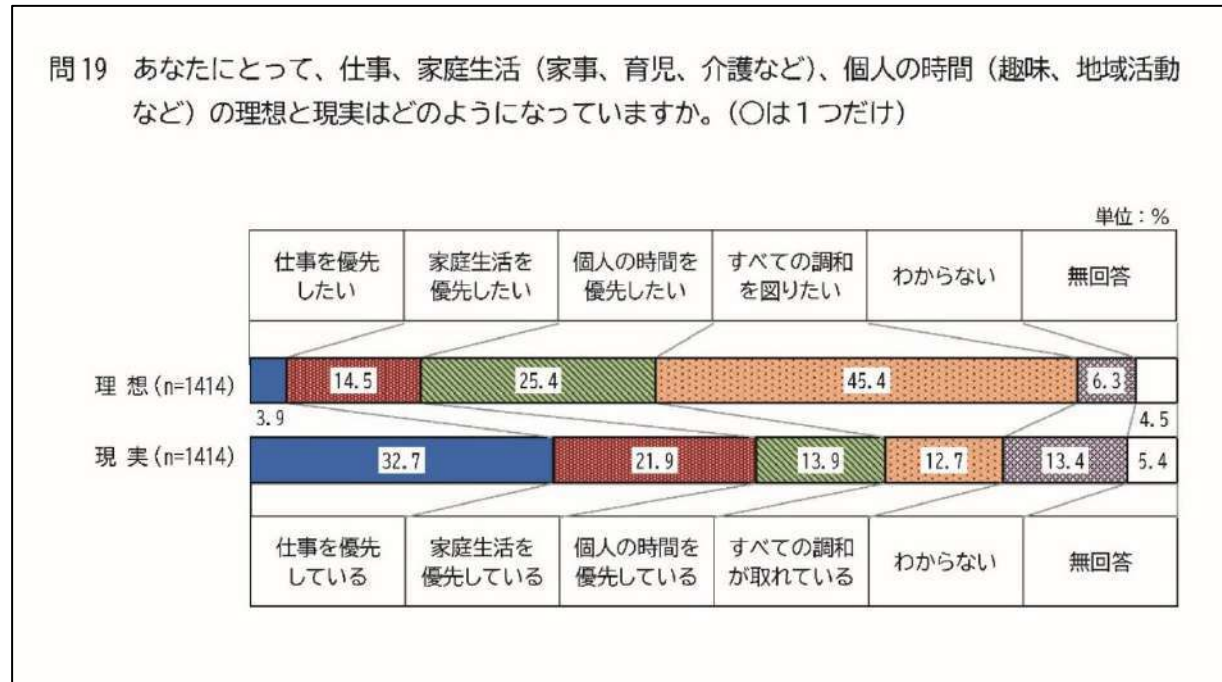 問19 あなたにとって、仕事、家庭生活（家事、育児、介護など）、個人の時間（趣味、地域活動
など）の理想と現実はどのようになっていますか。（○は１つだけ）
単位：％
仕事を優先
したい
家庭生活を
優先したい
個人の時間を
優先したい
すべての調和
を図りたい
わからない
無回答
理 想(n=1414)
3.9
14.5
25.4
45.4
6.3
4.5
現 実(n=1414)
32.7
21.9
13.9
12.7
13.4
5.4
仕事を優先
している
家庭生活を
優先している
個人の時間を
優先している
すべての調和
が取れている
わからない
無回答